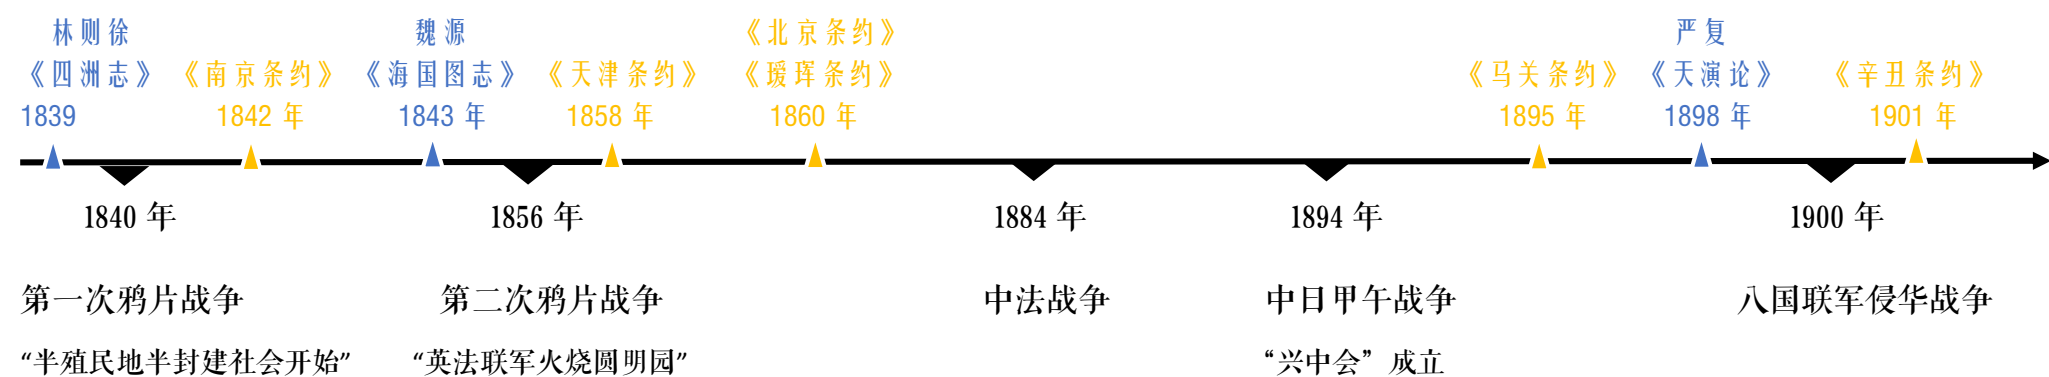 林则徐
《四洲志》
1839
《南京条约》
1842 年
魏源
《海国图志》
1843 年
《天津条约》
1858 年
《北京条约》
《瑷珲条约》
1860 年
《马关条约》
1895 年
严复
《天演论》
1898 年
《辛丑条约》
1901 年
1840 年
1856 年
1884 年
1894 年
1900 年
第一次鸦片战争
第二次鸦片战争
中法战争
中日甲午战争
八国联军侵华战争
“半殖民地半封建社会开始”
“英法联军火烧圆明园”
“兴中会”成立